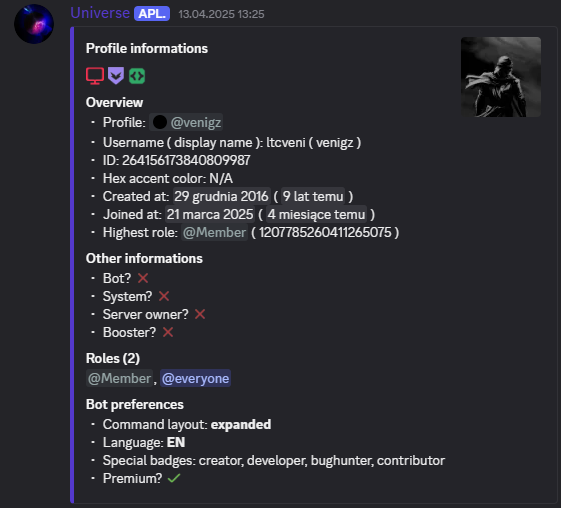 Universe APL. 13.04.2025 13:25
Profile informations
Overview
• Profile: @venigz
• Username ( display name ): ltcveni ( venigz )
• ID: 264156173840809987
• Hex accent color: N/A
• Created at: 29 grudnia 2016 ( 9 lat temu )
• Joined at: 21 marca 2025 ( 4 miesiące temu )
• Highest role: @Member ( 1207785260411265075 )
Other informations
• Bot?
• System?
• Server owner?
• Booster?
Roles (2)
@Member, @everyone
Bot preferences
• Command layout: expanded
• Language: EN
• Special badges: creator, developer, bughunter, contributor
• Premium?